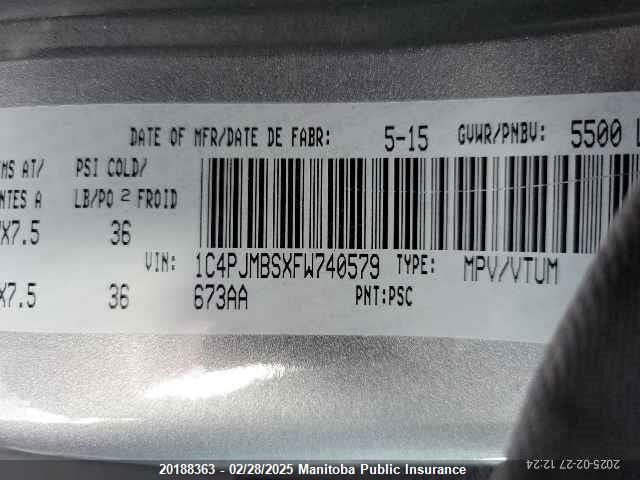 DATE OF MFR/DATE DE FABR: 5-15 GVWR/PNBV: 5500 L
MS AT/ PSI COLD/
NTES A LB/PO 2 FROID
X7.5 36
VIN: 1C4PJMBSXFW740579 TYPE: MPV/VTUM
X7.5 36 673AA PNT:PSC
2025-02-27 12:24
20188363 - 02/28/2025 Manitoba Public Insurance